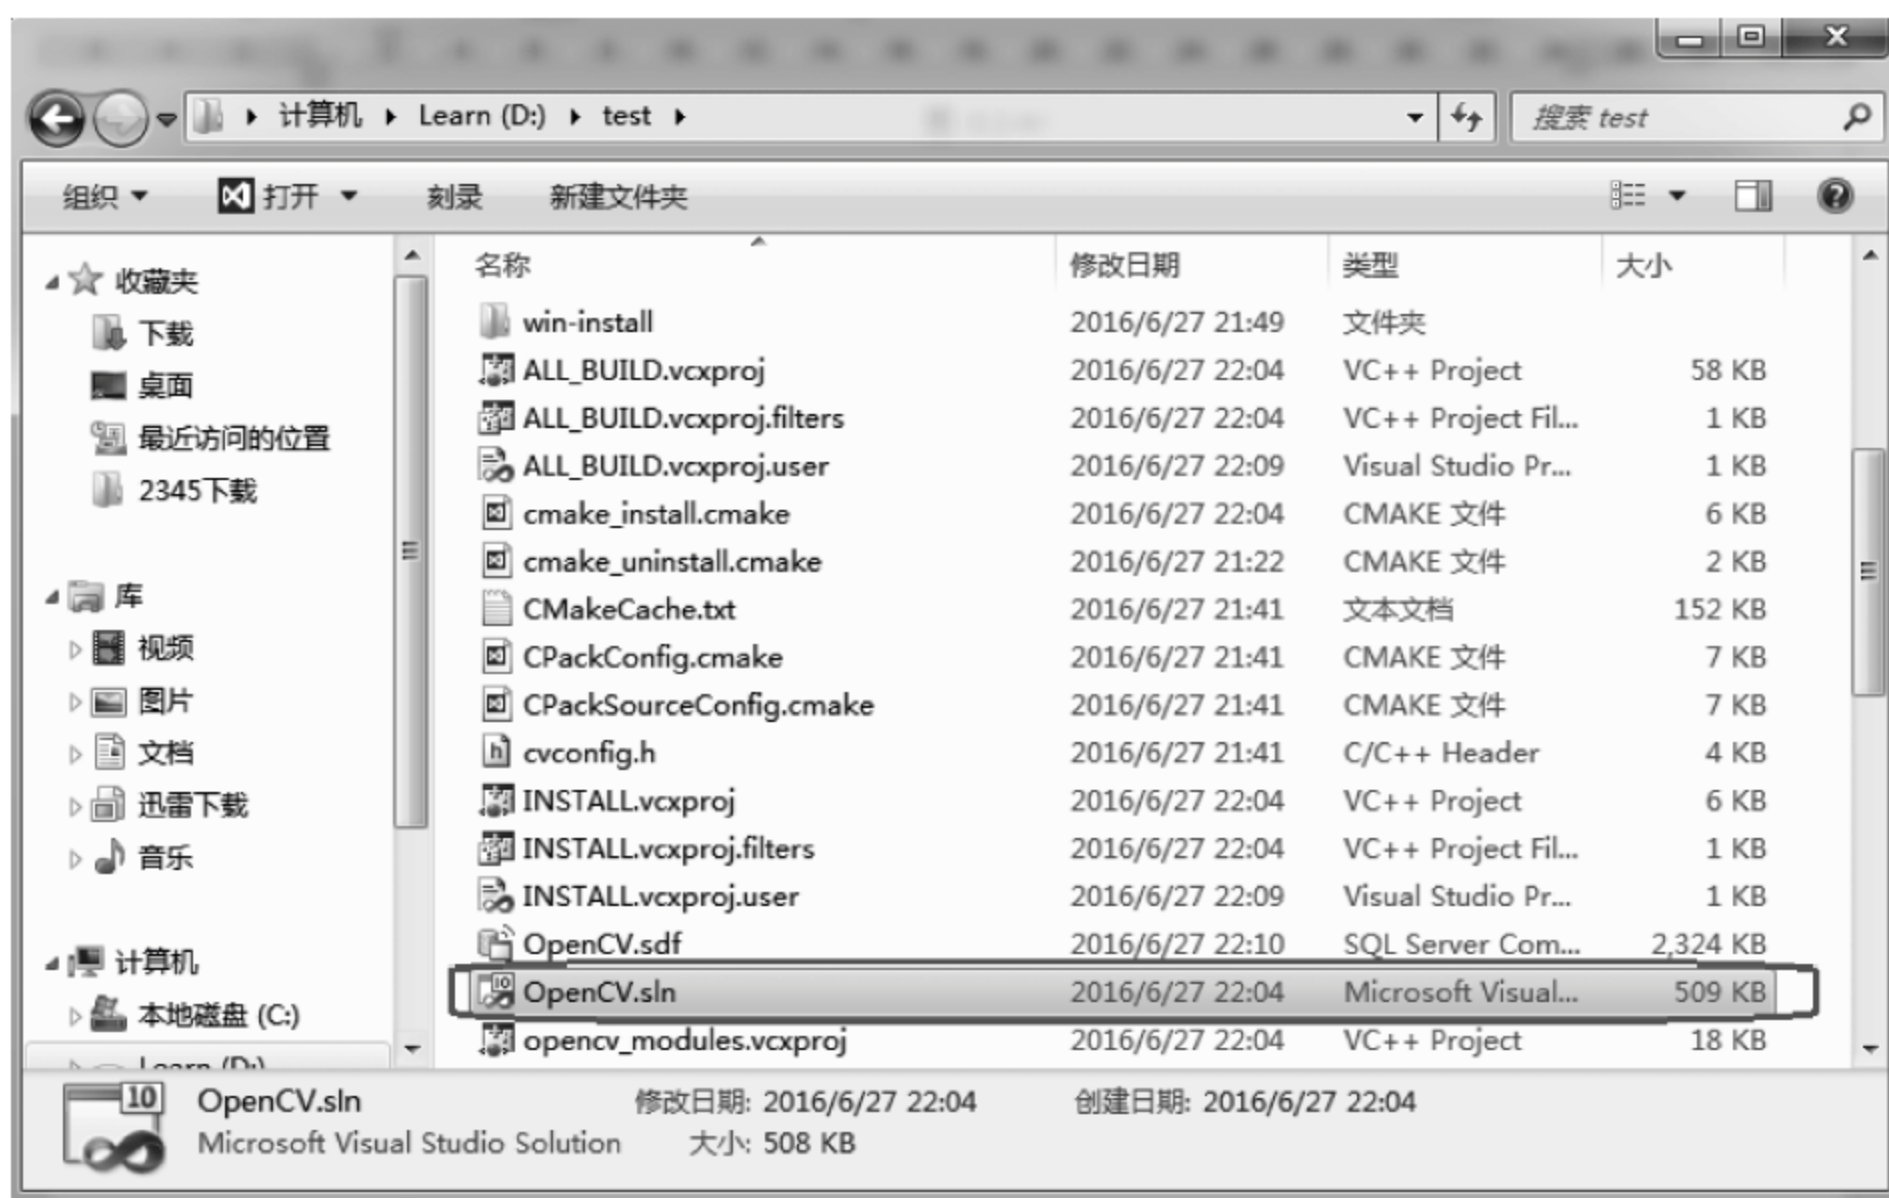 计算机 Learn (D:) test 搜索 test
组织 打开 刻录 新建文件夹
收藏夹
下载
桌面
最近访问的位置
2345下载
库
视频
图片
文档
迅雷下载
音乐
计算机
本地磁盘 (C:)
Learn (D:)
名称 修改日期 类型 大小
win-install 2016/6/27 21:49 文件夹
ALL_BUILD.vcxproj 2016/6/27 22:04 VC++ Project 58 KB
ALL_BUILD.vcxproj.filters 2016/6/27 22:04 VC++ Project Fil... 1 KB
ALL_BUILD.vcxproj.user 2016/6/27 22:09 Visual Studio Pr... 1 KB
cmake_install.cmake 2016/6/27 22:04 CMAKE 文件 6 KB
cmake_uninstall.cmake 2016/6/27 21:22 CMAKE 文件 2 KB
CMakeCache.txt 2016/6/27 21:41 文本文档 152 KB
CPackConfig.cmake 2016/6/27 21:41 CMAKE 文件 7 KB
CPackSourceConfig.cmake 2016/6/27 21:41 CMAKE 文件 7 KB
cvconfig.h 2016/6/27 21:41 C/C++ Header 4 KB
INSTALL.vcxproj 2016/6/27 22:04 VC++ Project 6 KB
INSTALL.vcxproj.filters 2016/6/27 22:04 VC++ Project Fil... 1 KB
INSTALL.vcxproj.user 2016/6/27 22:09 Visual Studio Pr... 1 KB
OpenCV.sdf 2016/6/27 22:10 SQL Server Com... 2,324 KB
OpenCV.sln 2016/6/27 22:04 Microsoft Visual... 509 KB
opencv_modules.vcxproj 2016/6/27 22:04 VC++ Project 18 KB
10 OpenCV.sln 修改日期: 2016/6/27 22:04 创建日期: 2016/6/27 22:04
Microsoft Visual Studio Solution 大小: 508 KB